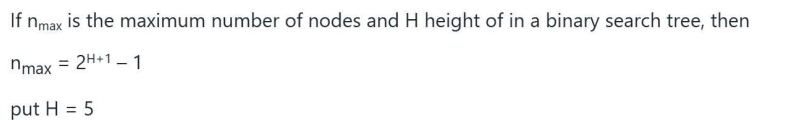 If nmax is the maximum number of nodes and H height of in a binary search tree, then
nmax = 2H+1 – 1
put H = 5